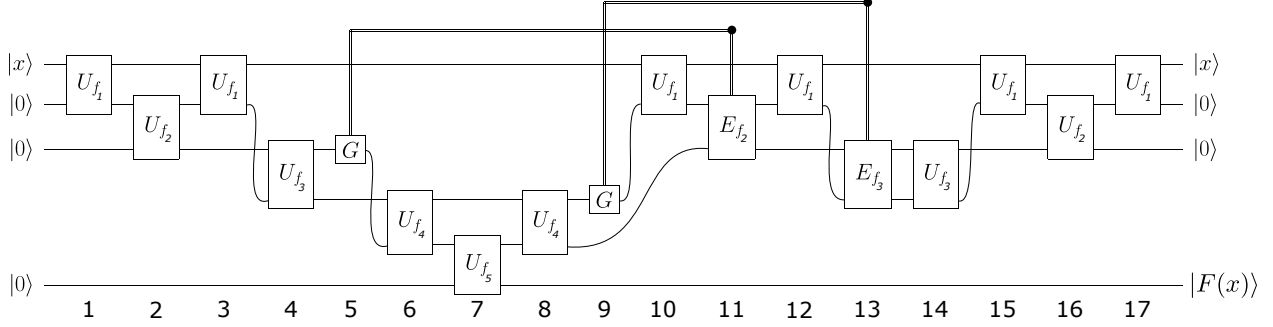 |x⟩ U_{f_1} U_{f_1} U_{f_1} U_{f_1} U_{f_1} U_{f_1} |x⟩
|0⟩ U_{f_2} E_{f_2} U_{f_2} |0⟩
|0⟩ U_{f_3} G E_{f_3} U_{f_3} |0⟩
U_{f_4} U_{f_4} G
U_{f_5}
|0⟩ |F(x)⟩
1 2 3 4 5 6 7 8 9 10 11 12 13 14 15 16 17